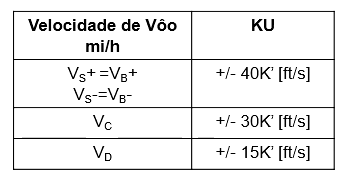 Velocidade de Vôo KU
mi/h
VS+ =VB+ +/- 40K’ [ft/s]
VS-=VB-
VC +/- 30K’ [ft/s]
VD +/- 15K’ [ft/s]